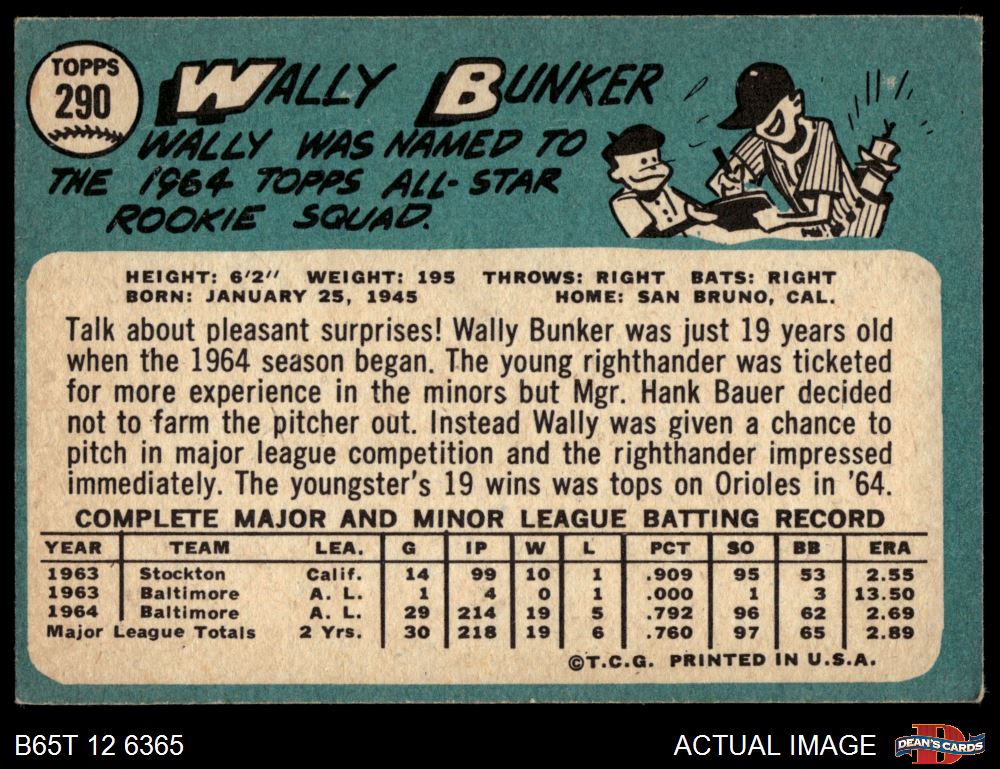 TOPPS
290
WALLY BUNKER
WALLY WAS NAMED TO
THE 1964 TOPPS ALL-STAR
ROOKIE SQUAD.
HEIGHT: 6'2" WEIGHT: 195 THROWS: RIGHT BATS: RIGHT
BORN: JANUARY 25, 1945 HOME: SAN BRUNO, CAL.
Talk about pleasant surprises! Wally Bunker was just 19 years old
when the 1964 season began. The young righthander was ticketed
for more experience in the minors but Mgr. Hank Bauer decided
not to farm the pitcher out. Instead Wally was given a chance to
pitch in major league competition and the righthander impressed
immediately. The youngster's 19 wins was tops on Orioles in '64.
COMPLETE MAJOR AND MINOR LEAGUE BATTING RECORD
YEAR TEAM LEA. G IP W L PCT SO BB ERA
1963 Stockton Calif. 14 99 10 1 .909 95 53 2.55
1963 Baltimore A. L. 1 4 0 1 .000 1 3 13.50
1964 Baltimore A. L. 29 214 19 5 .792 96 62 2.69
Major League Totals 2 Yrs. 30 218 19 6 .760 97 65 2.89
©T.C.G. PRINTED IN U.S.A.
B65T 12 6365 ACTUAL IMAGE DEAN'S CARDS